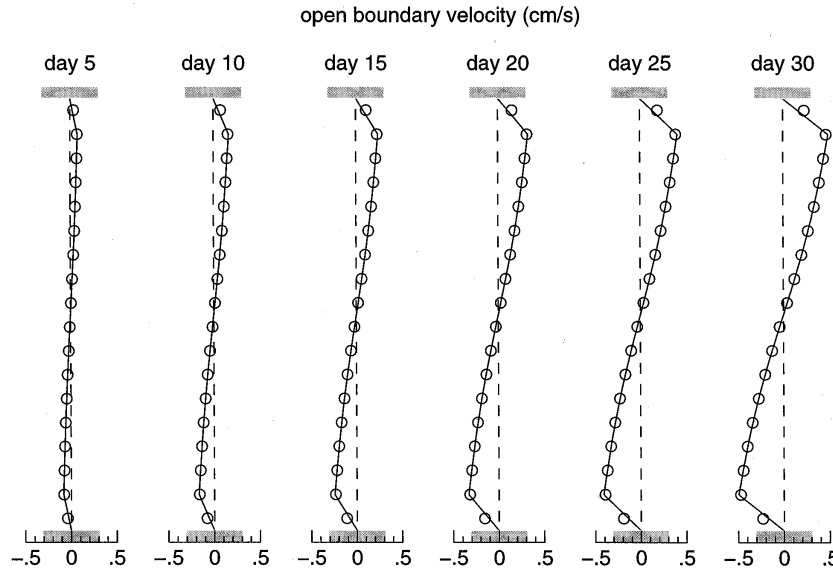 open boundary velocity (cm/s)
day 5 day 10 day 15 day 20 day 25 day 30
−.5 0 .5 −.5 0 .5 −.5 0 .5 −.5 0 .5 −.5 0 .5 −.5 0 .5